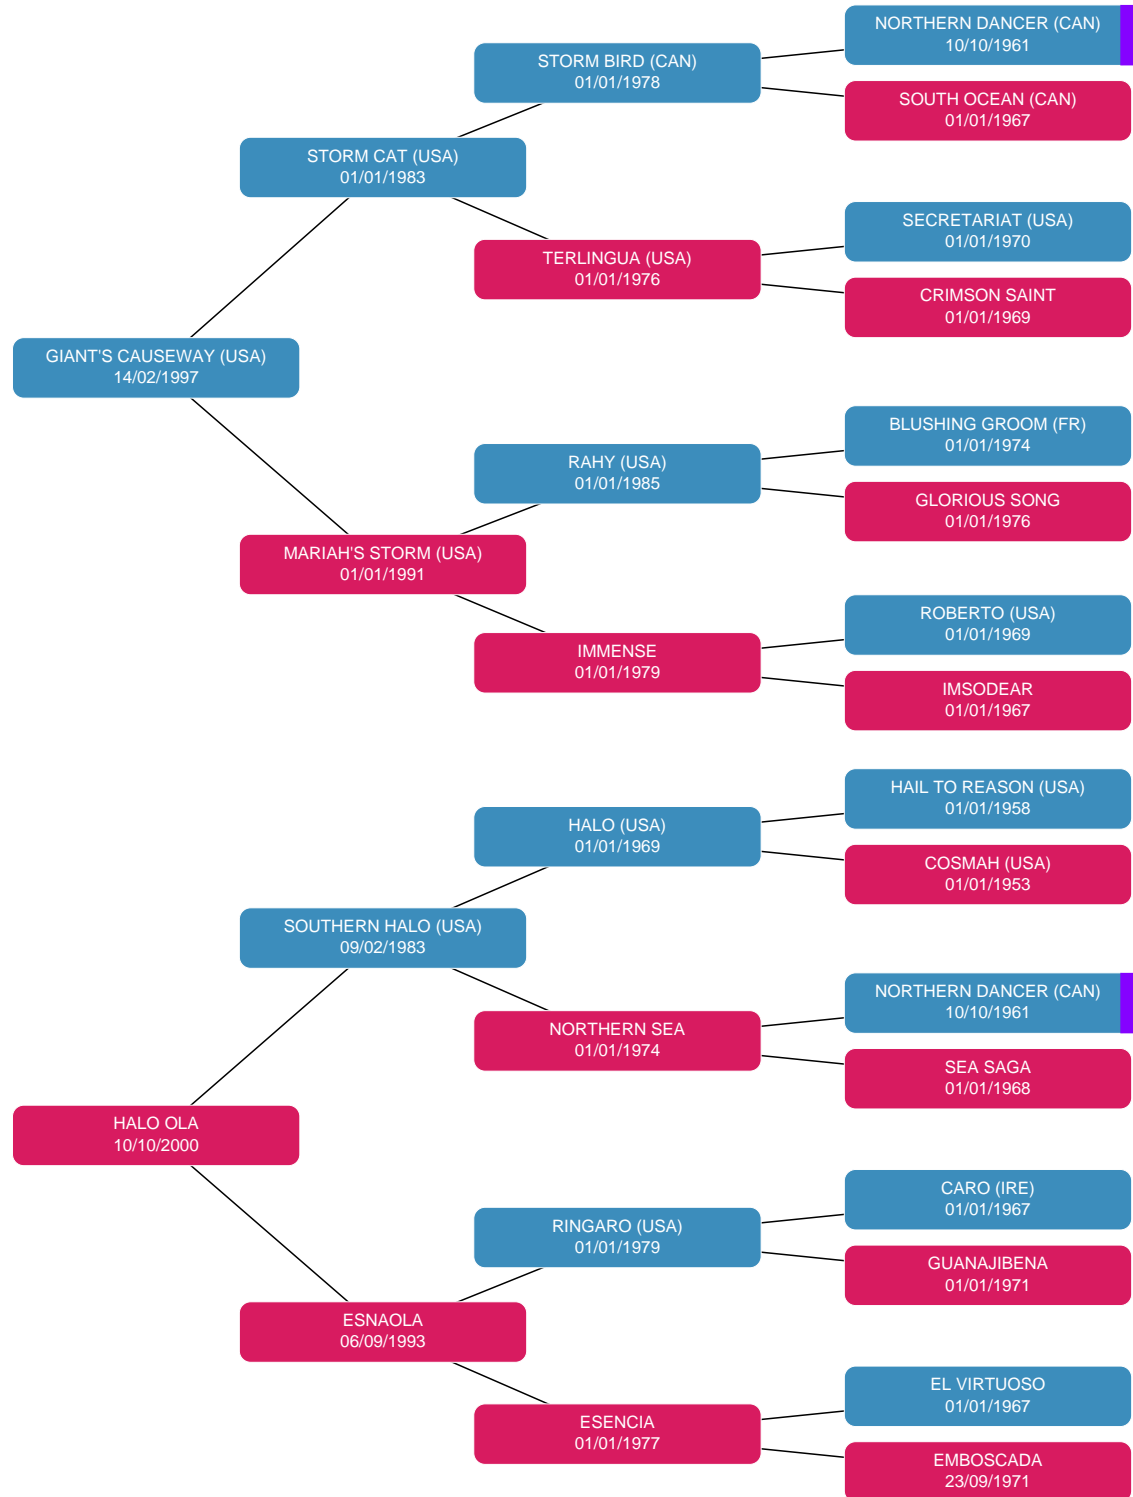 NORTHERN DANCER (CAN)
10/10/1961
STORM BIRD (CAN)
01/01/1978
SOUTH OCEAN (CAN)
01/01/1967
STORM CAT (USA)
01/01/1983
SECRETARIAT (USA)
01/01/1970
TERLINGUA (USA)
01/01/1976
CRIMSON SAINT
01/01/1969
GIANT'S CAUSEWAY (USA)
14/02/1997
BLUSHING GROOM (FR)
01/01/1974
RAHY (USA)
01/01/1985
GLORIOUS SONG
01/01/1976
MARIAH'S STORM (USA)
01/01/1991
ROBERTO (USA)
01/01/1969
IMMENSE
01/01/1979
IMSODEAR
01/01/1967
HAIL TO REASON (USA)
01/01/1958
HALO (USA)
01/01/1969
COSMAH (USA)
01/01/1953
SOUTHERN HALO (USA)
09/02/1983
NORTHERN DANCER (CAN)
10/10/1961
NORTHERN SEA
01/01/1974
SEA SAGA
01/01/1968
HALO OLA
10/10/2000
CARO (IRE)
01/01/1967
RINGARO (USA)
01/01/1979
GUANAJIBENA
01/01/1971
ESNAOLA
06/09/1993
EL VIRTUOSO
01/01/1967
ESENCIA
01/01/1977
EMBOSCADA
23/09/1971